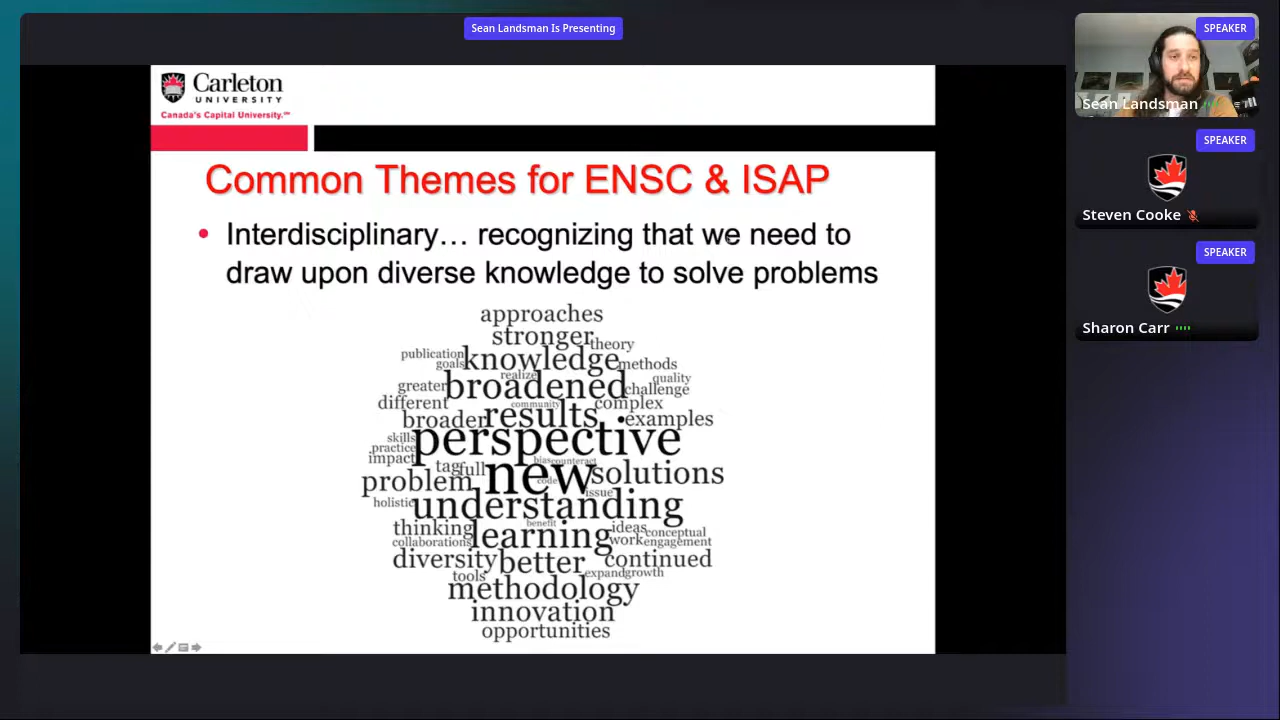 Sean Landsman Is Presenting
Carleton
UNIVERSITY
Canada's Capital University.℠
Common Themes for ENSC & ISAP
• Interdisciplinary… recognizing that we need to
draw upon diverse knowledge to solve problems
approaches
stronger
theory
publication
goals
knowledge
methods
realize
quality
greater
broadened
challenge
different
community
complex
broader
results
examples
skills
perspective
practice
impact
tag
full
bias
counteract
problem
new
code
solutions
holistic
issue
understanding
thinking
benefit
ideas
conceptual
collaborations
learning
work
engagement
diversity
better
continued
tools
expand
growth
methodology
innovation
opportunities
SPEAKER
Sean Landsman
SPEAKER
Steven Cooke
SPEAKER
Sharon Carr